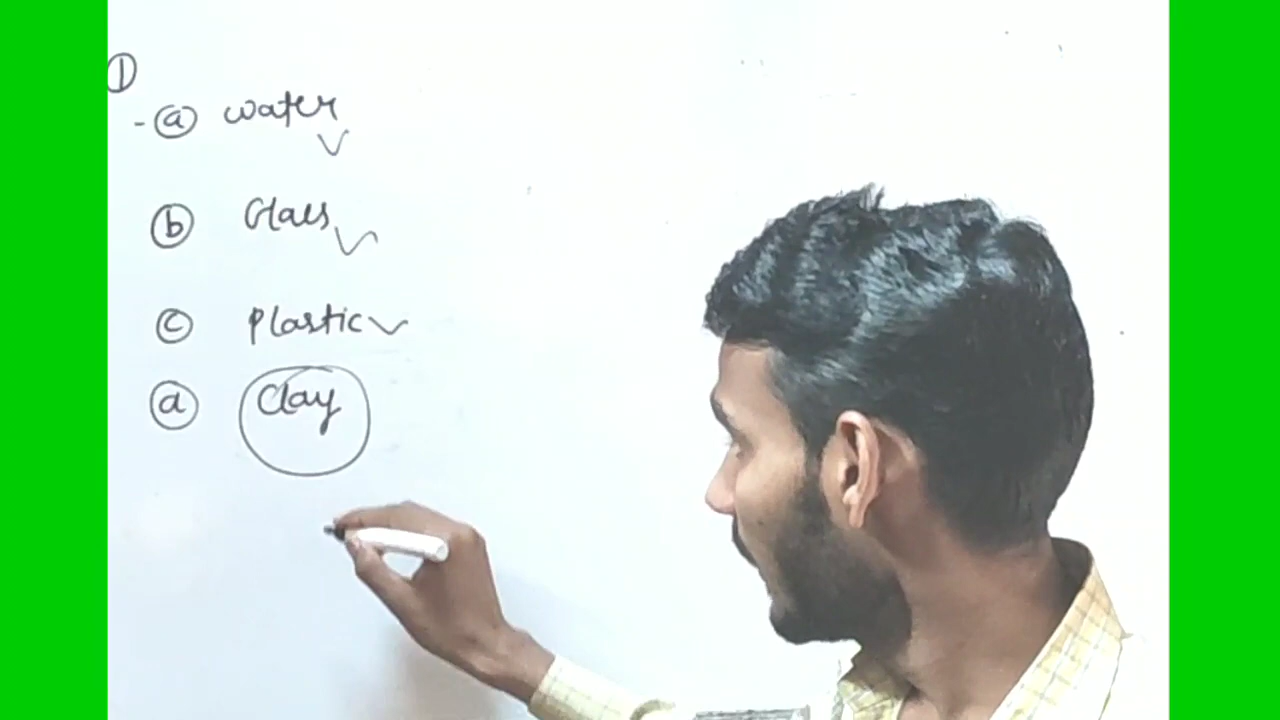 ①
- ⓐ water
ⓑ Glass
ⓒ plastic
ⓓ Clay